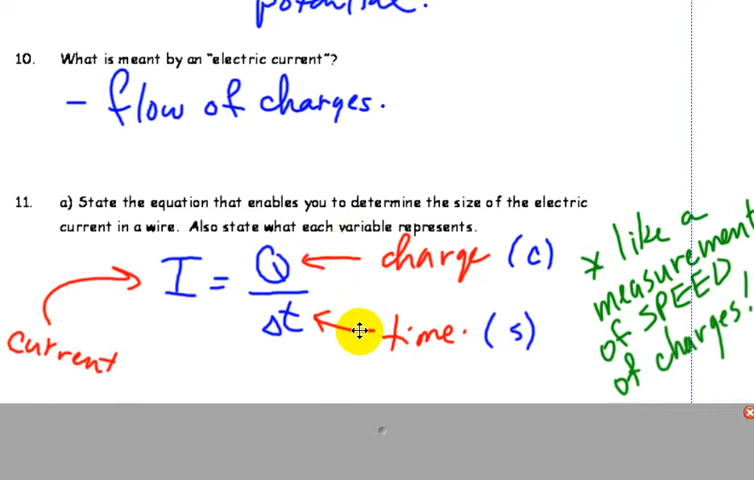 potential.
10. What is meant by an "electric current"?
- flow of charges.
11. a) State the equation that enables you to determine the size of the electric
current in a wire. Also state what each variable represents.
I = Q / Δt
charge (C)
time. (s)
current
* like a
measurement
of SPEED
of charges!